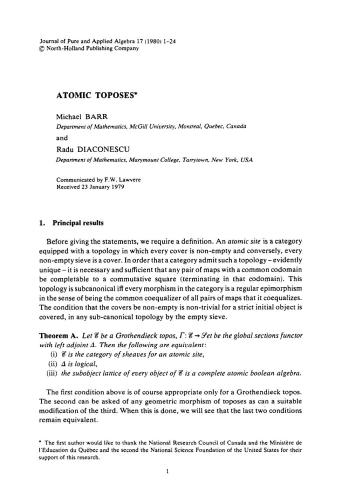 Journal of Pure and Applied Algebra 17 (1980) 1–24
© North-Holland Publishing Company
ATOMIC TOPOSES*
Michael BARR
Department of Mathematics, McGill University, Montreal, Quebec, Canada
and
Radu DIACONESCU
Department of Mathematics, Marymount College, Tarrytown, New York, USA
Communicated by F.W. Lawvere
Received 23 January 1979
1. Principal results
Before giving the statements, we require a definition. An atomic site is a category
equipped with a topology in which every cover is non-empty and conversely, every
non-empty sieve is a cover. In order that a category admit such a topology – evidently
unique – it is necessary and sufficient that any pair of maps with a common codomain
be completable to a commutative square (terminating in that codomain). This
topology is subcanonical iff every morphism in the category is a regular epimorphism
in the sense of being the common coequalizer of all pairs of maps that it coequalizes.
The condition that the covers be non-empty is non-trivial for a strict initial object is
covered, in any sub-canonical topology by the empty sieve.
Theorem A. Let ℰ be a Grothendieck topos, Γ: ℰ → 𝒮et be the global sections functor
with left adjoint Δ. Then the following are equivalent:
(i) ℰ is the category of sheaves for an atomic site,
(ii) Δ is logical,
(iii) the subobject lattice of every object of ℰ is a complete atomic boolean algebra.
The first condition above is of course appropriate only for a Grothendieck topos.
The second can be asked of any geometric morphism of toposes as can a suitable
modification of the third. When this is done, we will see that the last two conditions
remain equivalent.
* The first author would like to thank the National Research Council of Canada and the Ministère de
l'Education du Québec and the second the National Science Foundation of the United States for their
support of this research.
1